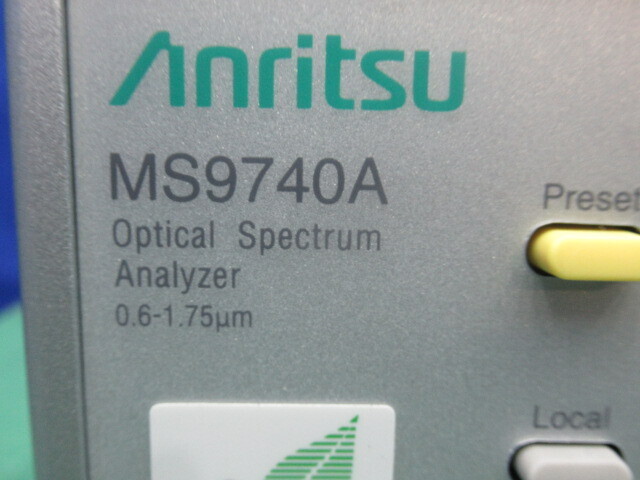 Anritsu
MS9740A
Optical Spectrum
Analyzer
0.6-1.75µm
Preset
Local